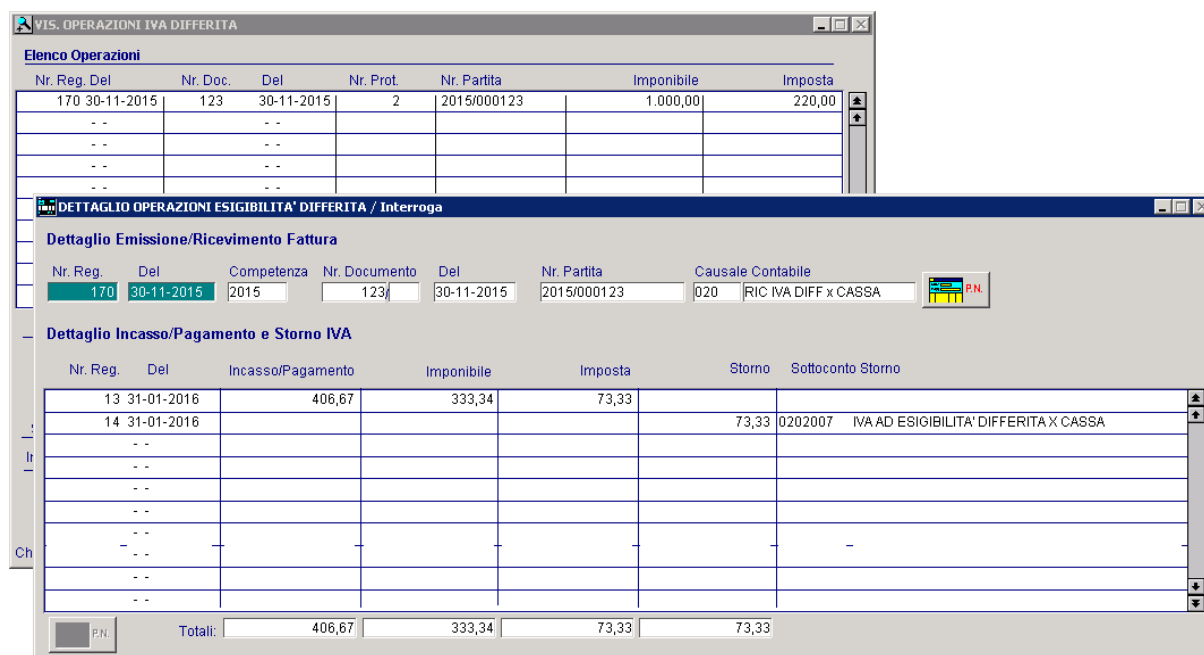 VIS. OPERAZIONI IVA DIFFERITA
Elenco Operazioni
Nr. Reg. Del Nr. Doc. Del Nr. Prot. Nr. Partita Imponibile Imposta
170 30-11-2015 123 30-11-2015 2 2015/000123 1.000,00 220,00
- - - -
- - - -
- - - -
- - - -
DETTAGLIO OPERAZIONI ESIGIBILITA' DIFFERITA / Interroga
Dettaglio Emissione/Ricevimento Fattura
Nr. Reg. Del Competenza Nr. Documento Del Nr. Partita Causale Contabile
170 30-11-2015 2015 123/ 30-11-2015 2015/000123 020 RIC IVA DIFF x CASSA P.N.
Dettaglio Incasso/Pagamento e Storno IVA
Nr. Reg. Del Incasso/Pagamento Imponibile Imposta Storno Sottoconto Storno
13 31-01-2016 406,67 333,34 73,33
14 31-01-2016 73,33 0202007 IVA AD ESIGIBILITA' DIFFERITA X CASSA
- -
- -
- -
- -
- -
- -
- -
- -
Ch
P.N. Totali: 406,67 333,34 73,33 73,33